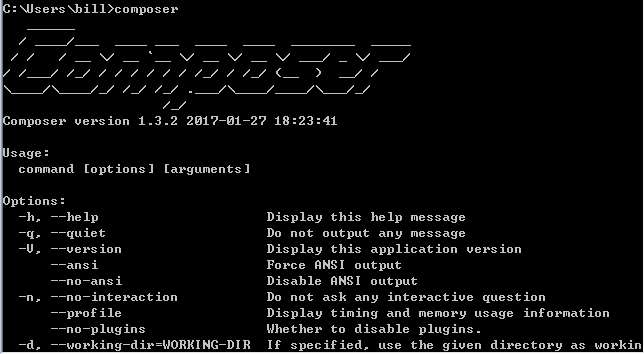 C:\Users\bill>composer
Composer
Composer version 1.3.2 2017-01-27 18:23:41
Usage:
command [options] [arguments]
Options:
-h, --help Display this help message
-q, --quiet Do not output any message
-V, --version Display this application version
--ansi Force ANSI output
--no-ansi Disable ANSI output
-n, --no-interaction Do not ask any interactive question
--profile Display timing and memory usage information
--no-plugins Whether to disable plugins.
-d, --working-dir=WORKING-DIR If specified, use the given directory as workin